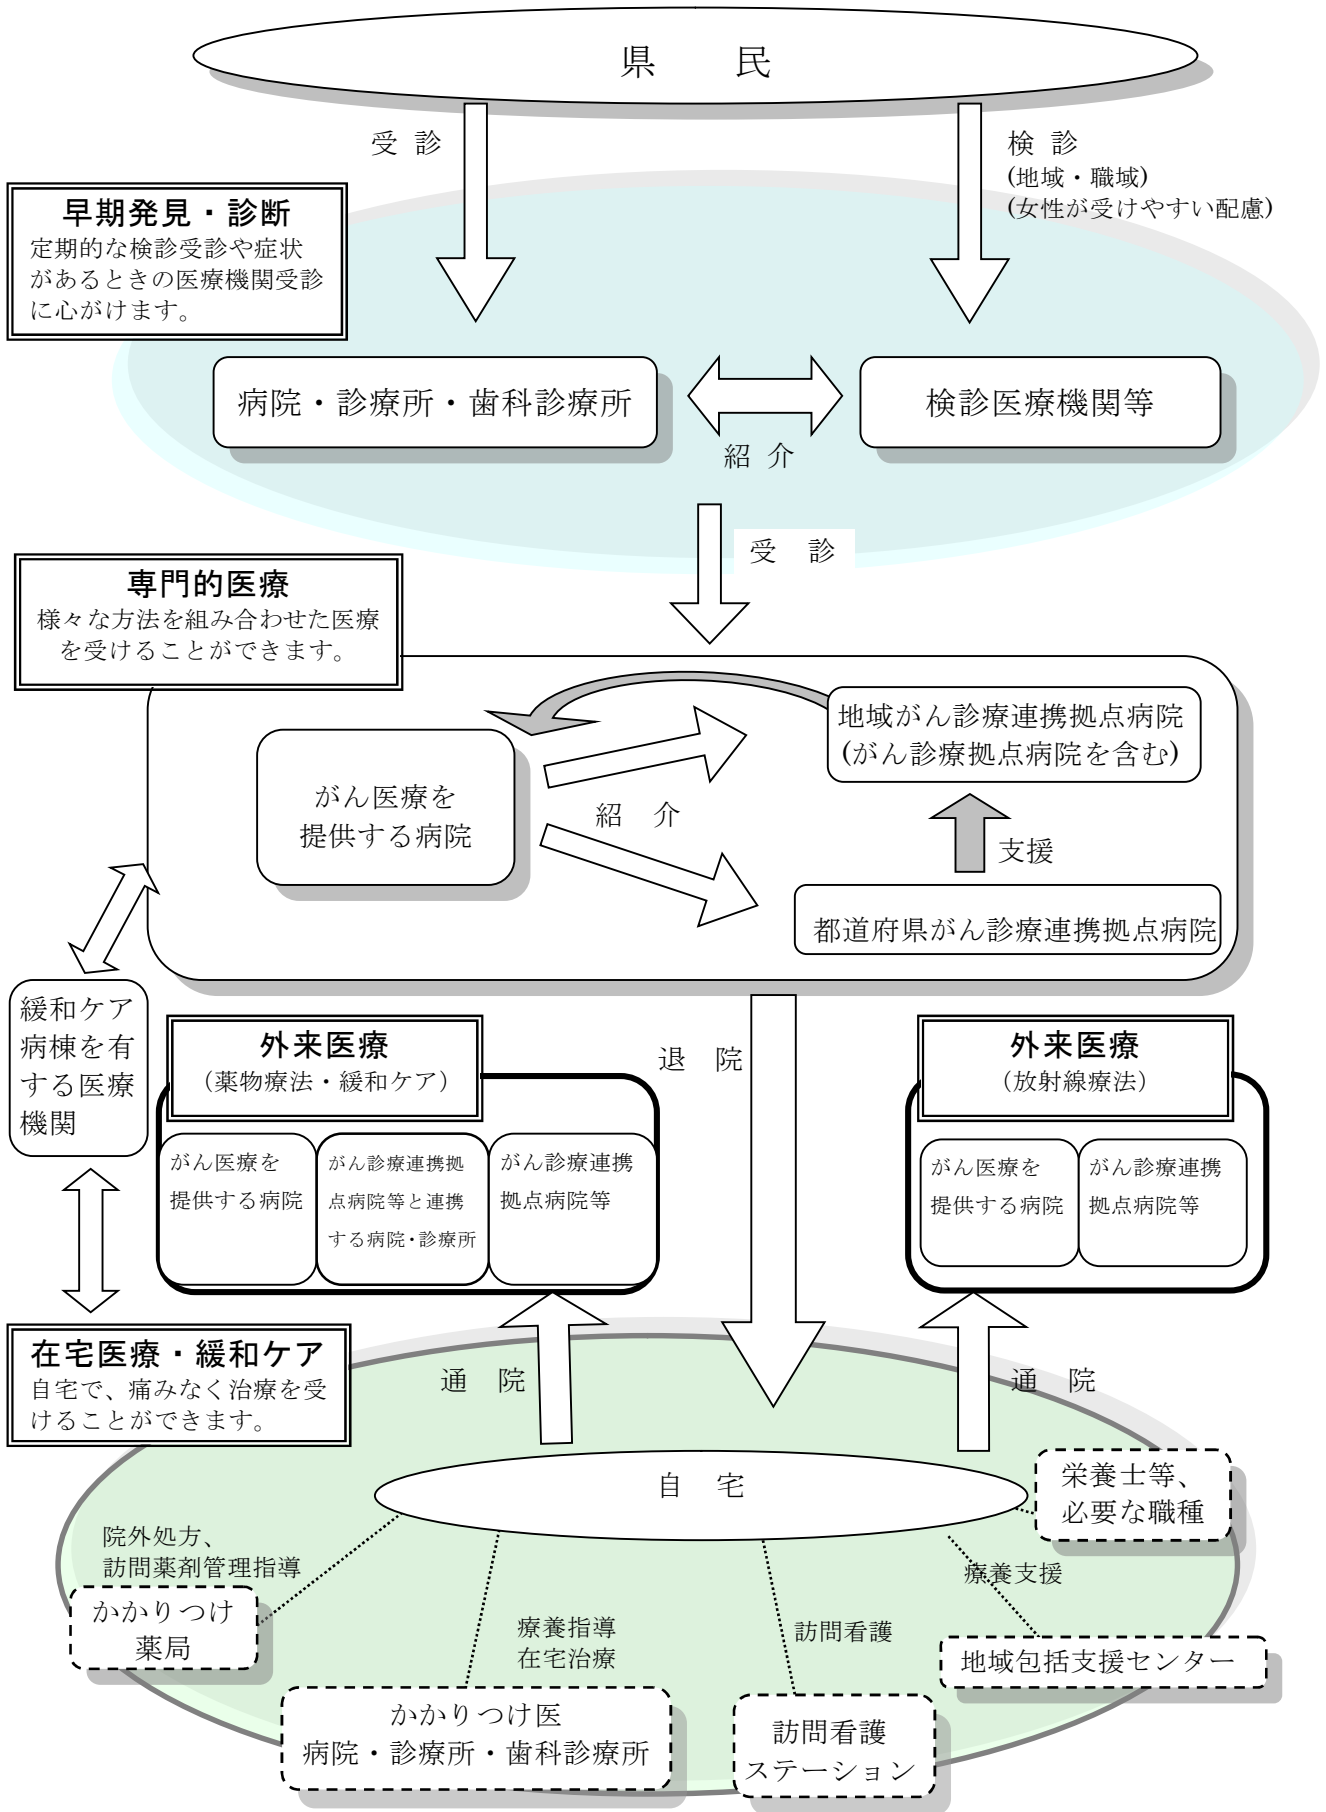 県　　民
受 診
検 診
(地域・職域)
(女性が受けやすい配慮)
早期発見・診断
定期的な検診受診や症状
があるときの医療機関受診
に心がけます。
病院・診療所・歯科診療所
検診医療機関等
紹 介
受　診
専門的医療
様々な方法を組み合わせた医療
を受けることができます。
地域がん診療連携拠点病院
(がん診療拠点病院を含む)
がん医療を
提供する病院
紹　介
支援
都道府県がん診療連携拠点病院
緩和ケア
病棟を有
する医療
機関
外来医療
（薬物療法・緩和ケア）
がん医療を
提供する病院
がん診療連携拠
点病院等と連携
する病院・診療所
がん診療連携
拠点病院等
退　院
外来医療
（放射線療法）
がん医療を
提供する病院
がん診療連携
拠点病院等
在宅医療・緩和ケア
自宅で、痛みなく治療を受
けることができます。
通　院
通　院
自　宅
栄養士等、
必要な職種
院外処方、
訪問薬剤管理指導
かかりつけ
薬局
療養指導
在宅治療
訪問看護
療養支援
地域包括支援センター
かかりつけ医
病院・診療所・歯科診療所
訪問看護
ステーション